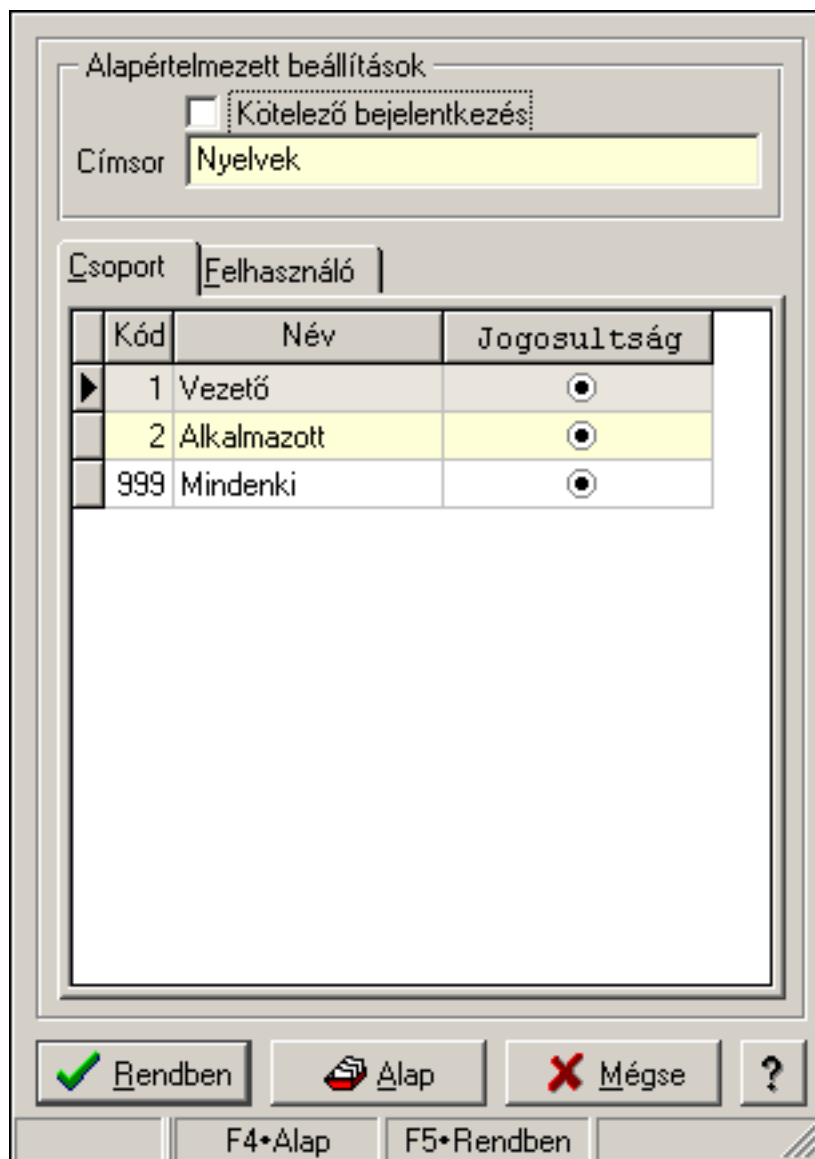 Alapértelmezett beállítások
Kötelező bejelentkezés
Címsor Nyelvek
Csoport Felhasználó
Kód Név Jogosultság
1 Vezető
2 Alkalmazott
999 Mindenki
Rendben Alap Mégse ?
F4•Alap F5•Rendben